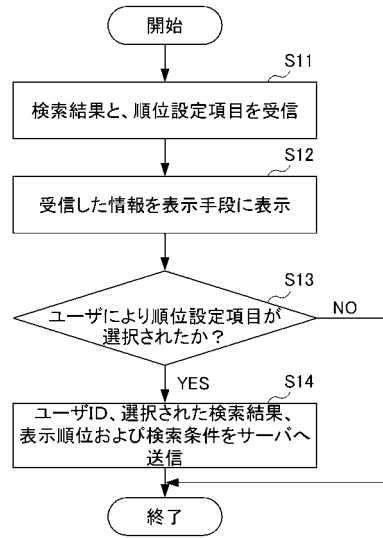 開始
S11
検索結果と、順位設定項目を受信
S12
受信した情報を表示手段に表示
S13
ユーザにより順位設定項目が
選択されたか？
NO
YES
S14
ユーザID、選択された検索結果、
表示順位および検索条件をサーバへ
送信
終了